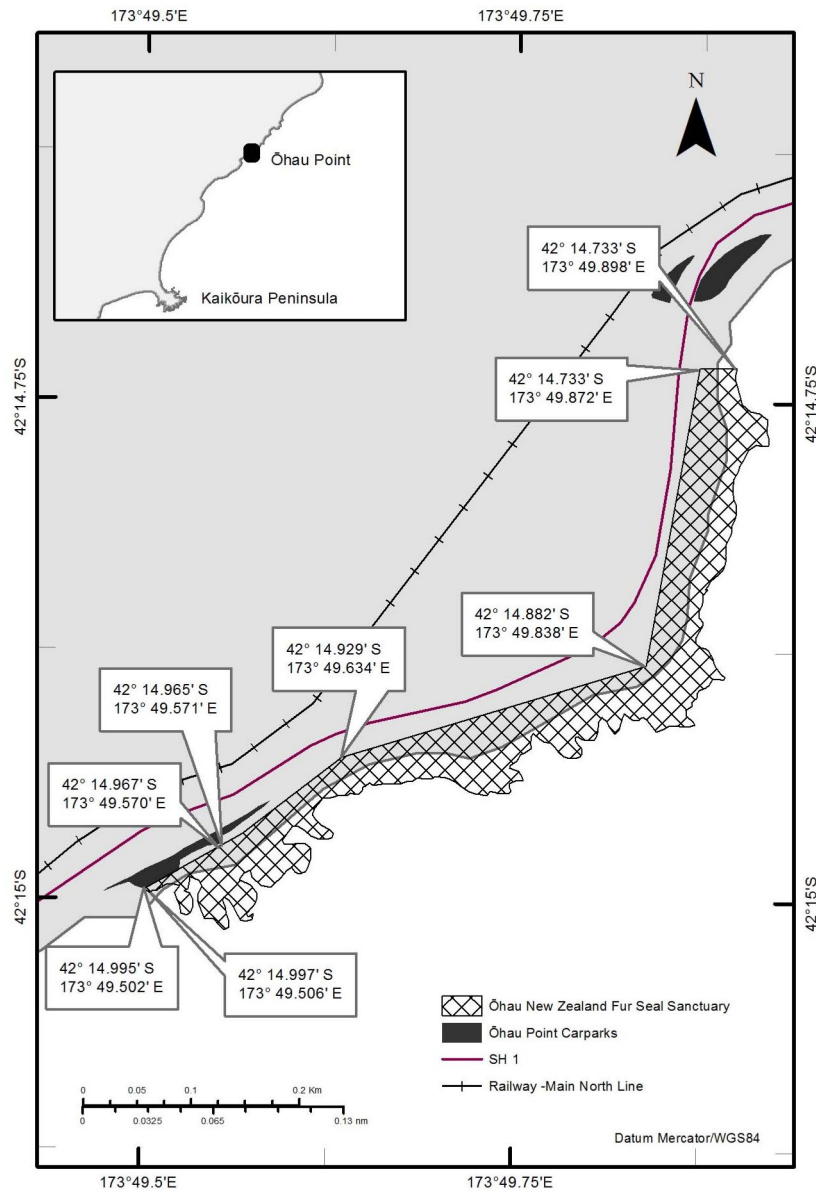 173°49.5'E
173°49.75'E
N
Ōhau Point
Kaikōura Peninsula
42° 14.733' S
173° 49.898' E
42°14.75'S
42°14.75'S
42° 14.733' S
173° 49.872' E
42° 14.882' S
173° 49.838' E
42° 14.929' S
173° 49.634' E
42° 14.965' S
173° 49.571' E
42° 14.967' S
173° 49.570' E
42°15'S
42°15'S
42° 14.995' S
173° 49.502' E
42° 14.997' S
173° 49.506' E
Ōhau New Zealand Fur Seal Sanctuary
Ōhau Point Carparks
SH 1
Railway -Main North Line
0 0.05 0.1 0.2 Km
0 0.0325 0.065 0.13 nm
Datum Mercator/WGS84
173°49.5'E
173°49.75'E